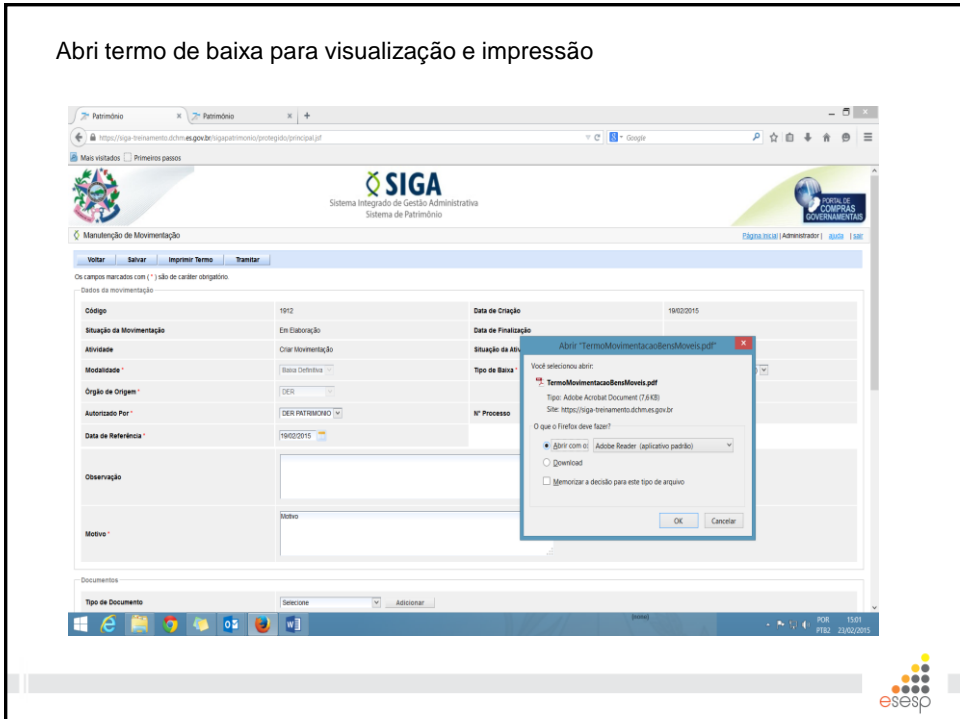 Abri termo de baixa para visualização e impressão
Patrimônio × Patrimônio × +
https://siga-treinamento.dchm.es.gov.br/sigapatrimonio/protegido/principal.jsf Google
Mais visitados Primeiros passos
SIGA
Sistema Integrado de Gestão Administrativa
Sistema de Patrimônio
PORTAL DE
COMPRAS
GOVERNAMENTAIS
Manutenção de Movimentação Página inicial | Administrador | ajuda | sair
Voltar Salvar Imprimir Termo Tramitar
Os campos marcados com ( * ) são de caráter obrigatório.
Dados da movimentação
Código 1912 Data de Criação 19/02/2015
Situação da Movimentação Em Elaboração Data de Finalização
Atividade Criar Movimentação Situação da Ativ
Modalidade * Baixa Definitiva Tipo de Baixa *
Órgão de Origem * DER
Autorizado Por * DER PATRIMONIO N° Processo
Data de Referência * 19/02/2015
Observação
Motivo * Motivo
Abrir "TermoMovimentacaoBensMoveis.pdf"
Você selecionou abrir:
TermoMovimentacaoBensMoveis.pdf
Tipo: Adobe Acrobat Document (7,6 KB)
Site: https://siga-treinamento.dchm.es.gov.br
O que o Firefox deve fazer?
Abrir com o: Adobe Reader (aplicativo padrão)
Download
Memorizar a decisão para este tipo de arquivo
OK Cancelar
Documentos
Tipo de Documento Selecione Adicionar
POR 15:01
PTB2 23/02/2015
esesp